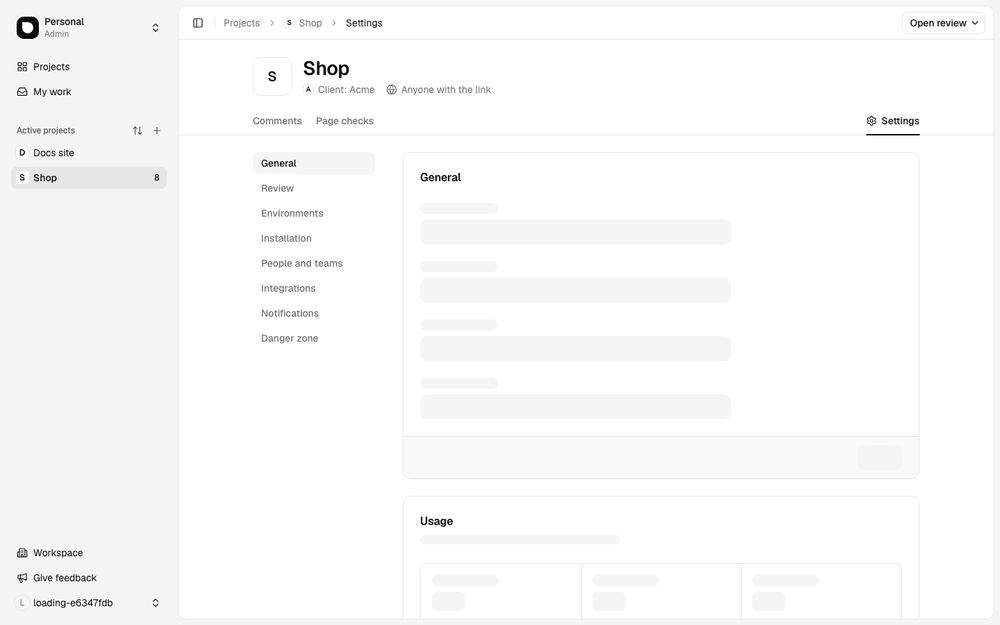 Personal
Admin
Projects
My work
Active projects
D Docs site
S Shop 8
Workspace
Give feedback
L loading-e6347fdb
Projects > S Shop > Settings
Open review
S
Shop
A Client: Acme Anyone with the link
Comments Page checks Settings
General
Review
Environments
Installation
People and teams
Integrations
Notifications
Danger zone
General
Usage